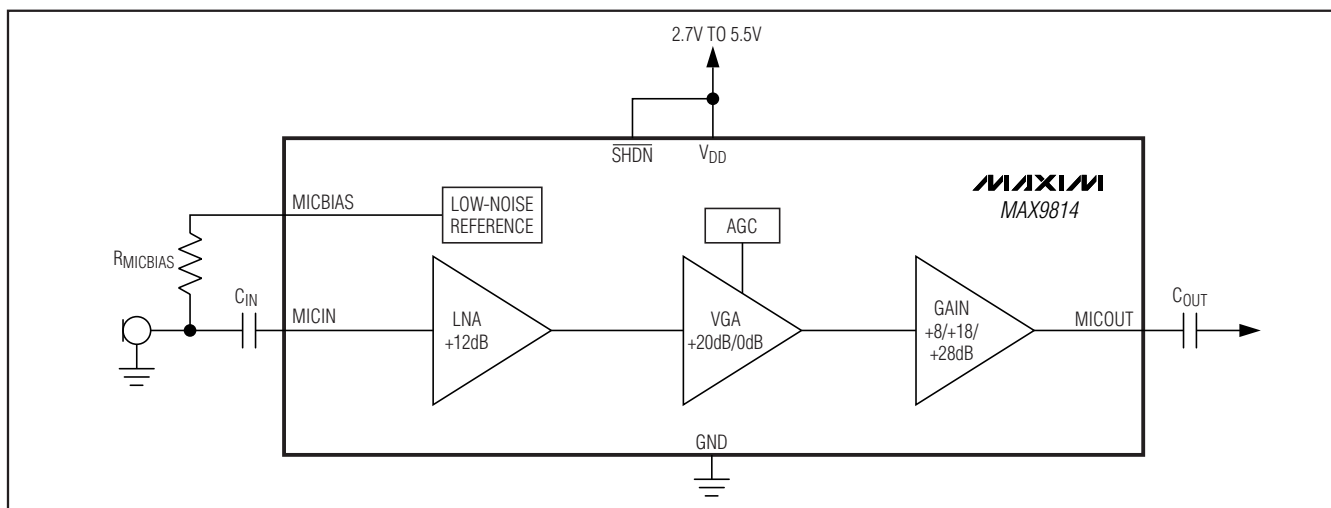 2.7V TO 5.5V
SHDN
VDD
MAXIM
MAX9814
MICBIAS
LOW-NOISE
REFERENCE
AGC
RMICBIAS
CIN
MICIN
LNA
+12dB
VGA
+20dB/0dB
GAIN
+8/+18/
+28dB
MICOUT
COUT
GND